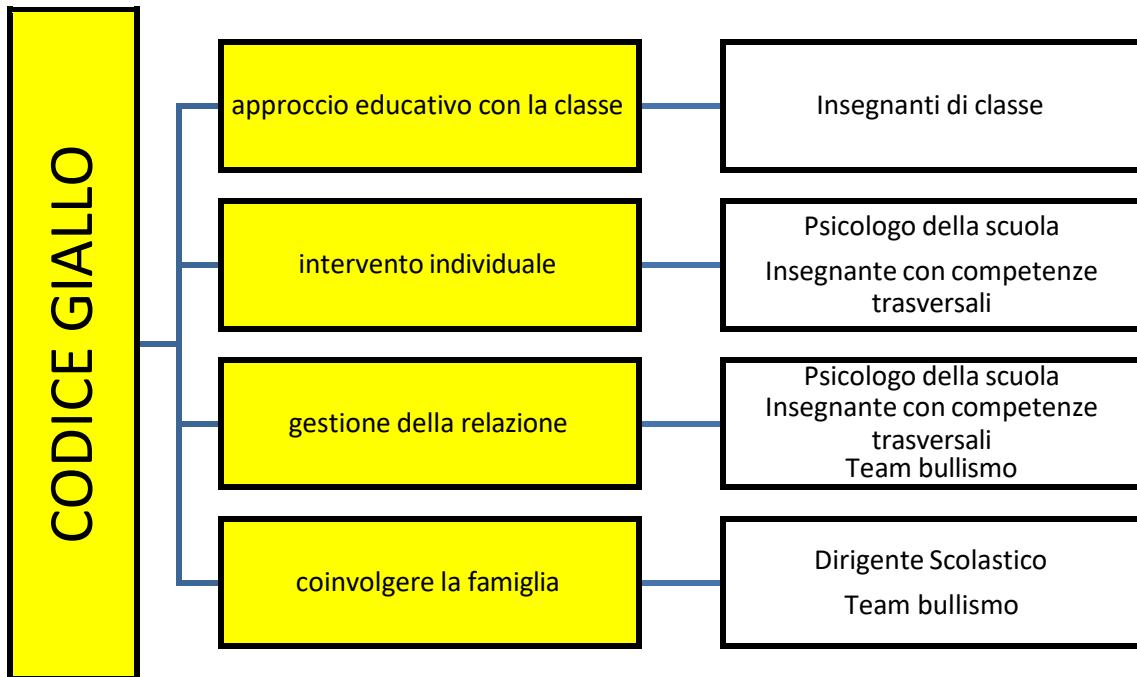 CODICE GIALLO
approccio educativo con la classe
Insegnanti di classe
intervento individuale
Psicologo della scuola
Insegnante con competenze
trasversali
gestione della relazione
Psicologo della scuola
Insegnante con competenze
trasversali
Team bullismo
coinvolgere la famiglia
Dirigente Scolastico
Team bullismo